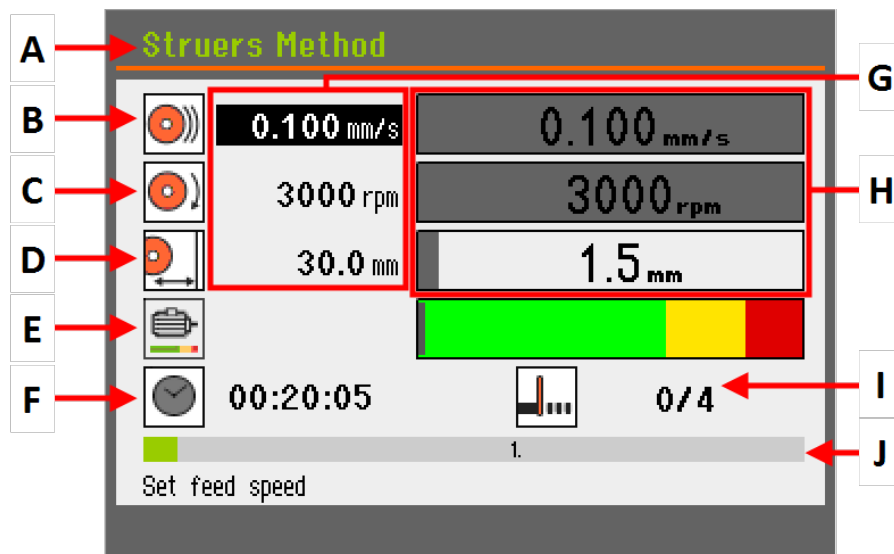 A
Struers Method
G
B
0.100 mm/s
0.100 mm/s
C
3000 rpm
3000 rpm
H
D
30.0 mm
1.5 mm
E
F
00:20:05
0/4
I
1.
J
Set feed speed